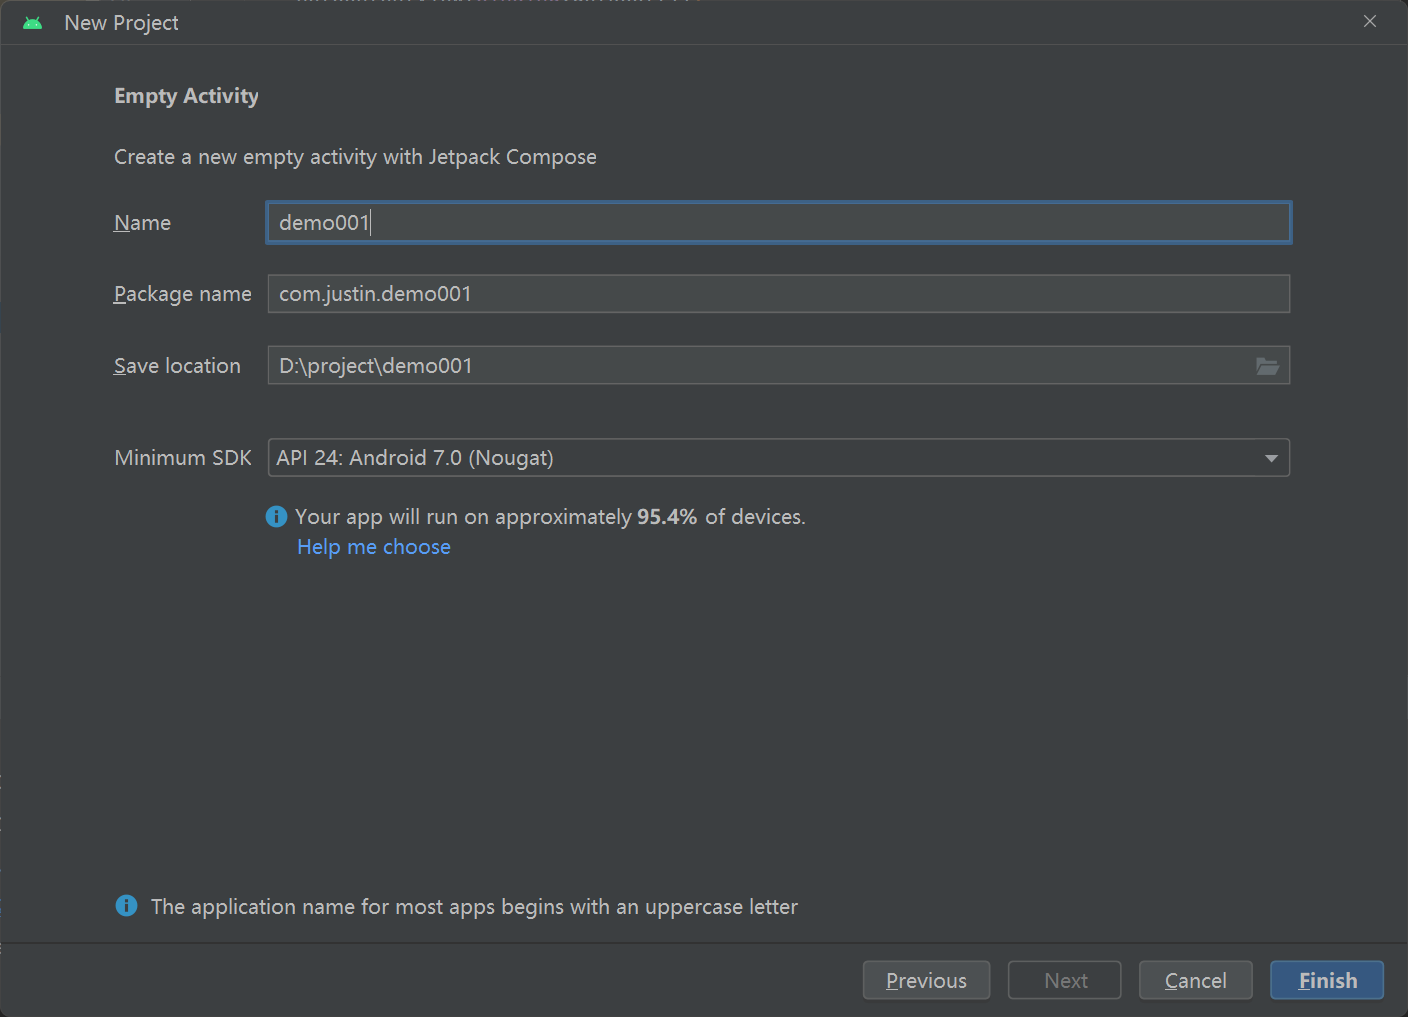 New Project
Empty Activity
Create a new empty activity with Jetpack Compose
Name demo001
Package name com.justin.demo001
Save location D:\project\demo001
Minimum SDK API 24: Android 7.0 (Nougat)
Your app will run on approximately 95.4% of devices.
Help me choose
The application name for most apps begins with an uppercase letter
Previous Next Cancel Finish